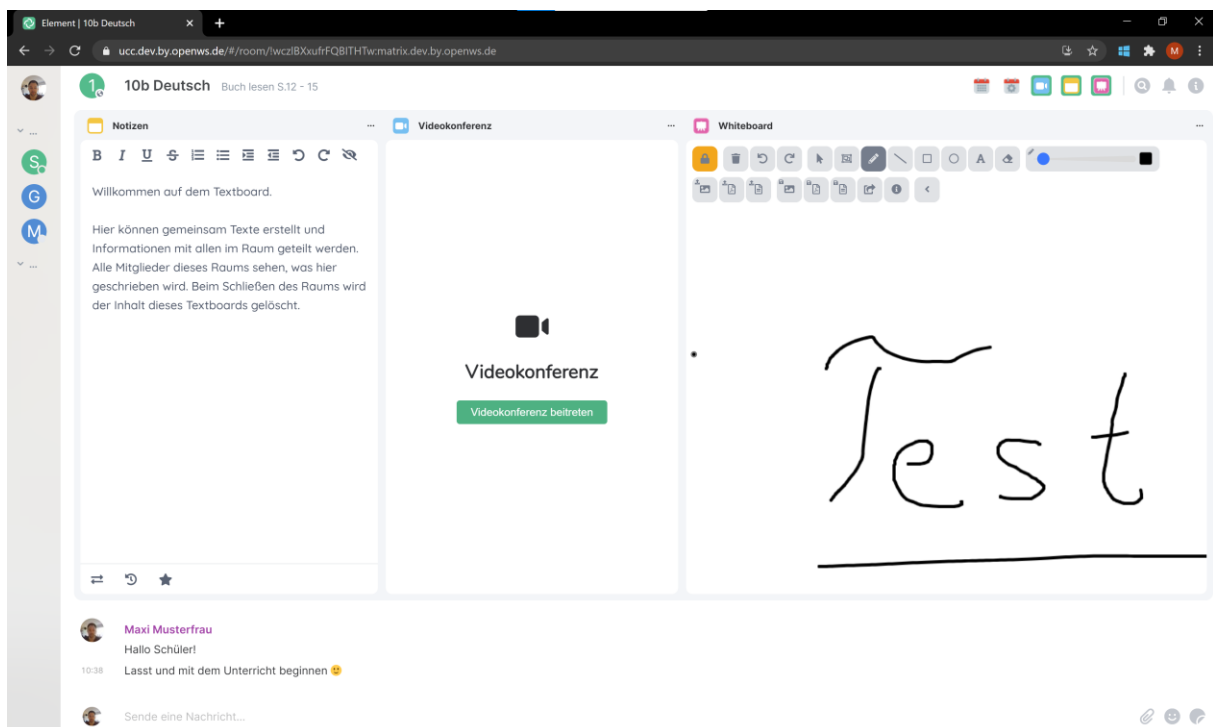 Element | 10b Deutsch
ucc.dev.by.openws.de/#/room/!wczlBXxufrFQBlTHTw:matrix.dev.by.openws.de
M
1
10b Deutsch Buch lesen S.12 - 15
...
S
G
M
...
Notizen
B I U S
Willkommen auf dem Textboard.
Hier können gemeinsam Texte erstellt und
Informationen mit allen im Raum geteilt werden.
Alle Mitglieder dieses Raums sehen, was hier
geschrieben wird. Beim Schließen des Raums wird
der Inhalt dieses Textboards gelöscht.
Videokonferenz
Videokonferenz
Videokonferenz beitreten
Whiteboard
A
Test
Maxi Musterfrau
Hallo Schüler!
10:38 Lasst und mit dem Unterricht beginnen 🙂
Sende eine Nachricht...